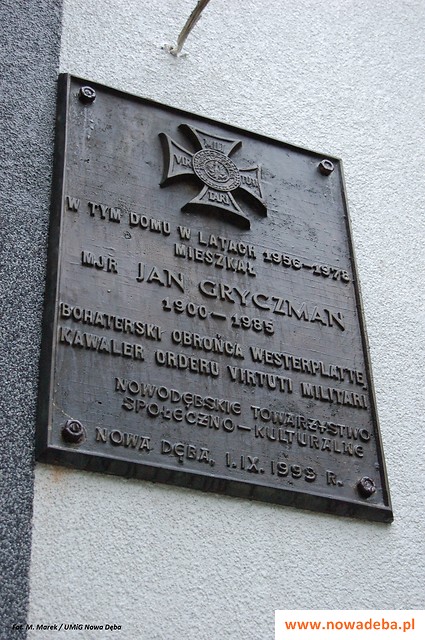 VIRTUTI
MILITARI
W TYM DOMU W LATACH 1956–1978
MIESZKAŁ
MJR JAN GRYCZMAN
1900–1985
BOHATERSKI OBROŃCA WESTERPLATTE,
KAWALER ORDERU VIRTUTI MILITARI
NOWODĘBSKIE TOWARZYSTWO
SPOŁECZNO–KULTURALNE
NOWA DĘBA, 1.IX.1999 R.
Fot. M. Marek / UMiG Nowa Dęba
www.nowadeba.pl